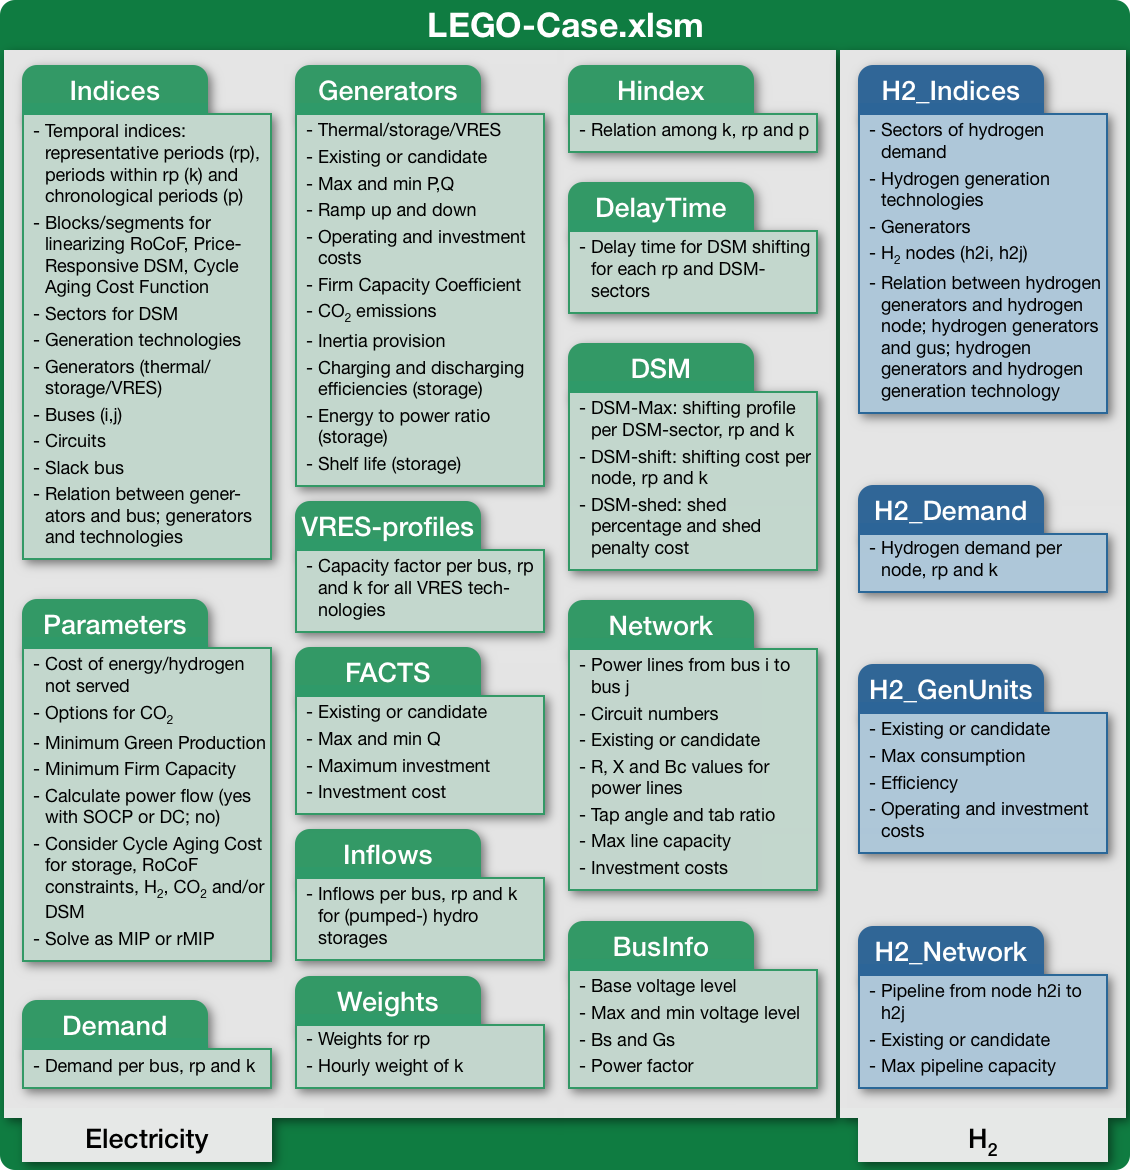 LEGO-Case.xlsm
Indices
- Temporal indices:
representative periods (rp),
periods within rp (k) and
chronological periods (p)
- Blocks/segments for
linearizing RoCoF, Price-
Responsive DSM, Cycle
Aging Cost Function
- Sectors for DSM
- Generation technologies
- Generators (thermal/
storage/VRES)
- Buses (i,j)
- Circuits
- Slack bus
- Relation between gener-
ators and bus; generators
and technologies
Parameters
- Cost of energy/hydrogen
not served
- Options for CO₂
- Minimum Green Production
- Minimum Firm Capacity
- Calculate power flow (yes
with SOCP or DC; no)
- Consider Cycle Aging Cost
for storage, RoCoF
constraints, H₂, CO₂ and/or
DSM
- Solve as MIP or rMIP
Demand
- Demand per bus, rp and k
Generators
- Thermal/storage/VRES
- Existing or candidate
- Max and min P,Q
- Ramp up and down
- Operating and investment
costs
- Firm Capacity Coefficient
- CO₂ emissions
- Inertia provision
- Charging and discharging
efficiencies (storage)
- Energy to power ratio
(storage)
- Shelf life (storage)
VRES-profiles
- Capacity factor per bus, rp
and k for all VRES tech-
nologies
FACTS
- Existing or candidate
- Max and min Q
- Maximum investment
- Investment cost
Inflows
- Inflows per bus, rp and k
for (pumped-) hydro
storages
Weights
- Weights for rp
- Hourly weight of k
Hindex
- Relation among k, rp and p
DelayTime
- Delay time for DSM shifting
for each rp and DSM-
sectors
DSM
- DSM-Max: shifting profile
per DSM-sector, rp and k
- DSM-shift: shifting cost per
node, rp and k
- DSM-shed: shed
percentage and shed
penalty cost
Network
- Power lines from bus i to
bus j
- Circuit numbers
- Existing or candidate
- R, X and Bc values for
power lines
- Tap angle and tab ratio
- Max line capacity
- Investment costs
BusInfo
- Base voltage level
- Max and min voltage level
- Bs and Gs
- Power factor
Electricity
H2_Indices
- Sectors of hydrogen
demand
- Hydrogen generation
technologies
- Generators
- H₂ nodes (h2i, h2j)
- Relation between hydrogen
generators and hydrogen
node; hydrogen generators
and gus; hydrogen
generators and hydrogen
generation technology
H2_Demand
- Hydrogen demand per
node, rp and k
H2_GenUnits
- Existing or candidate
- Max consumption
- Efficiency
- Operating and investment
costs
H2_Network
- Pipeline from node h2i to
h2j
- Existing or candidate
- Max pipeline capacity
H₂